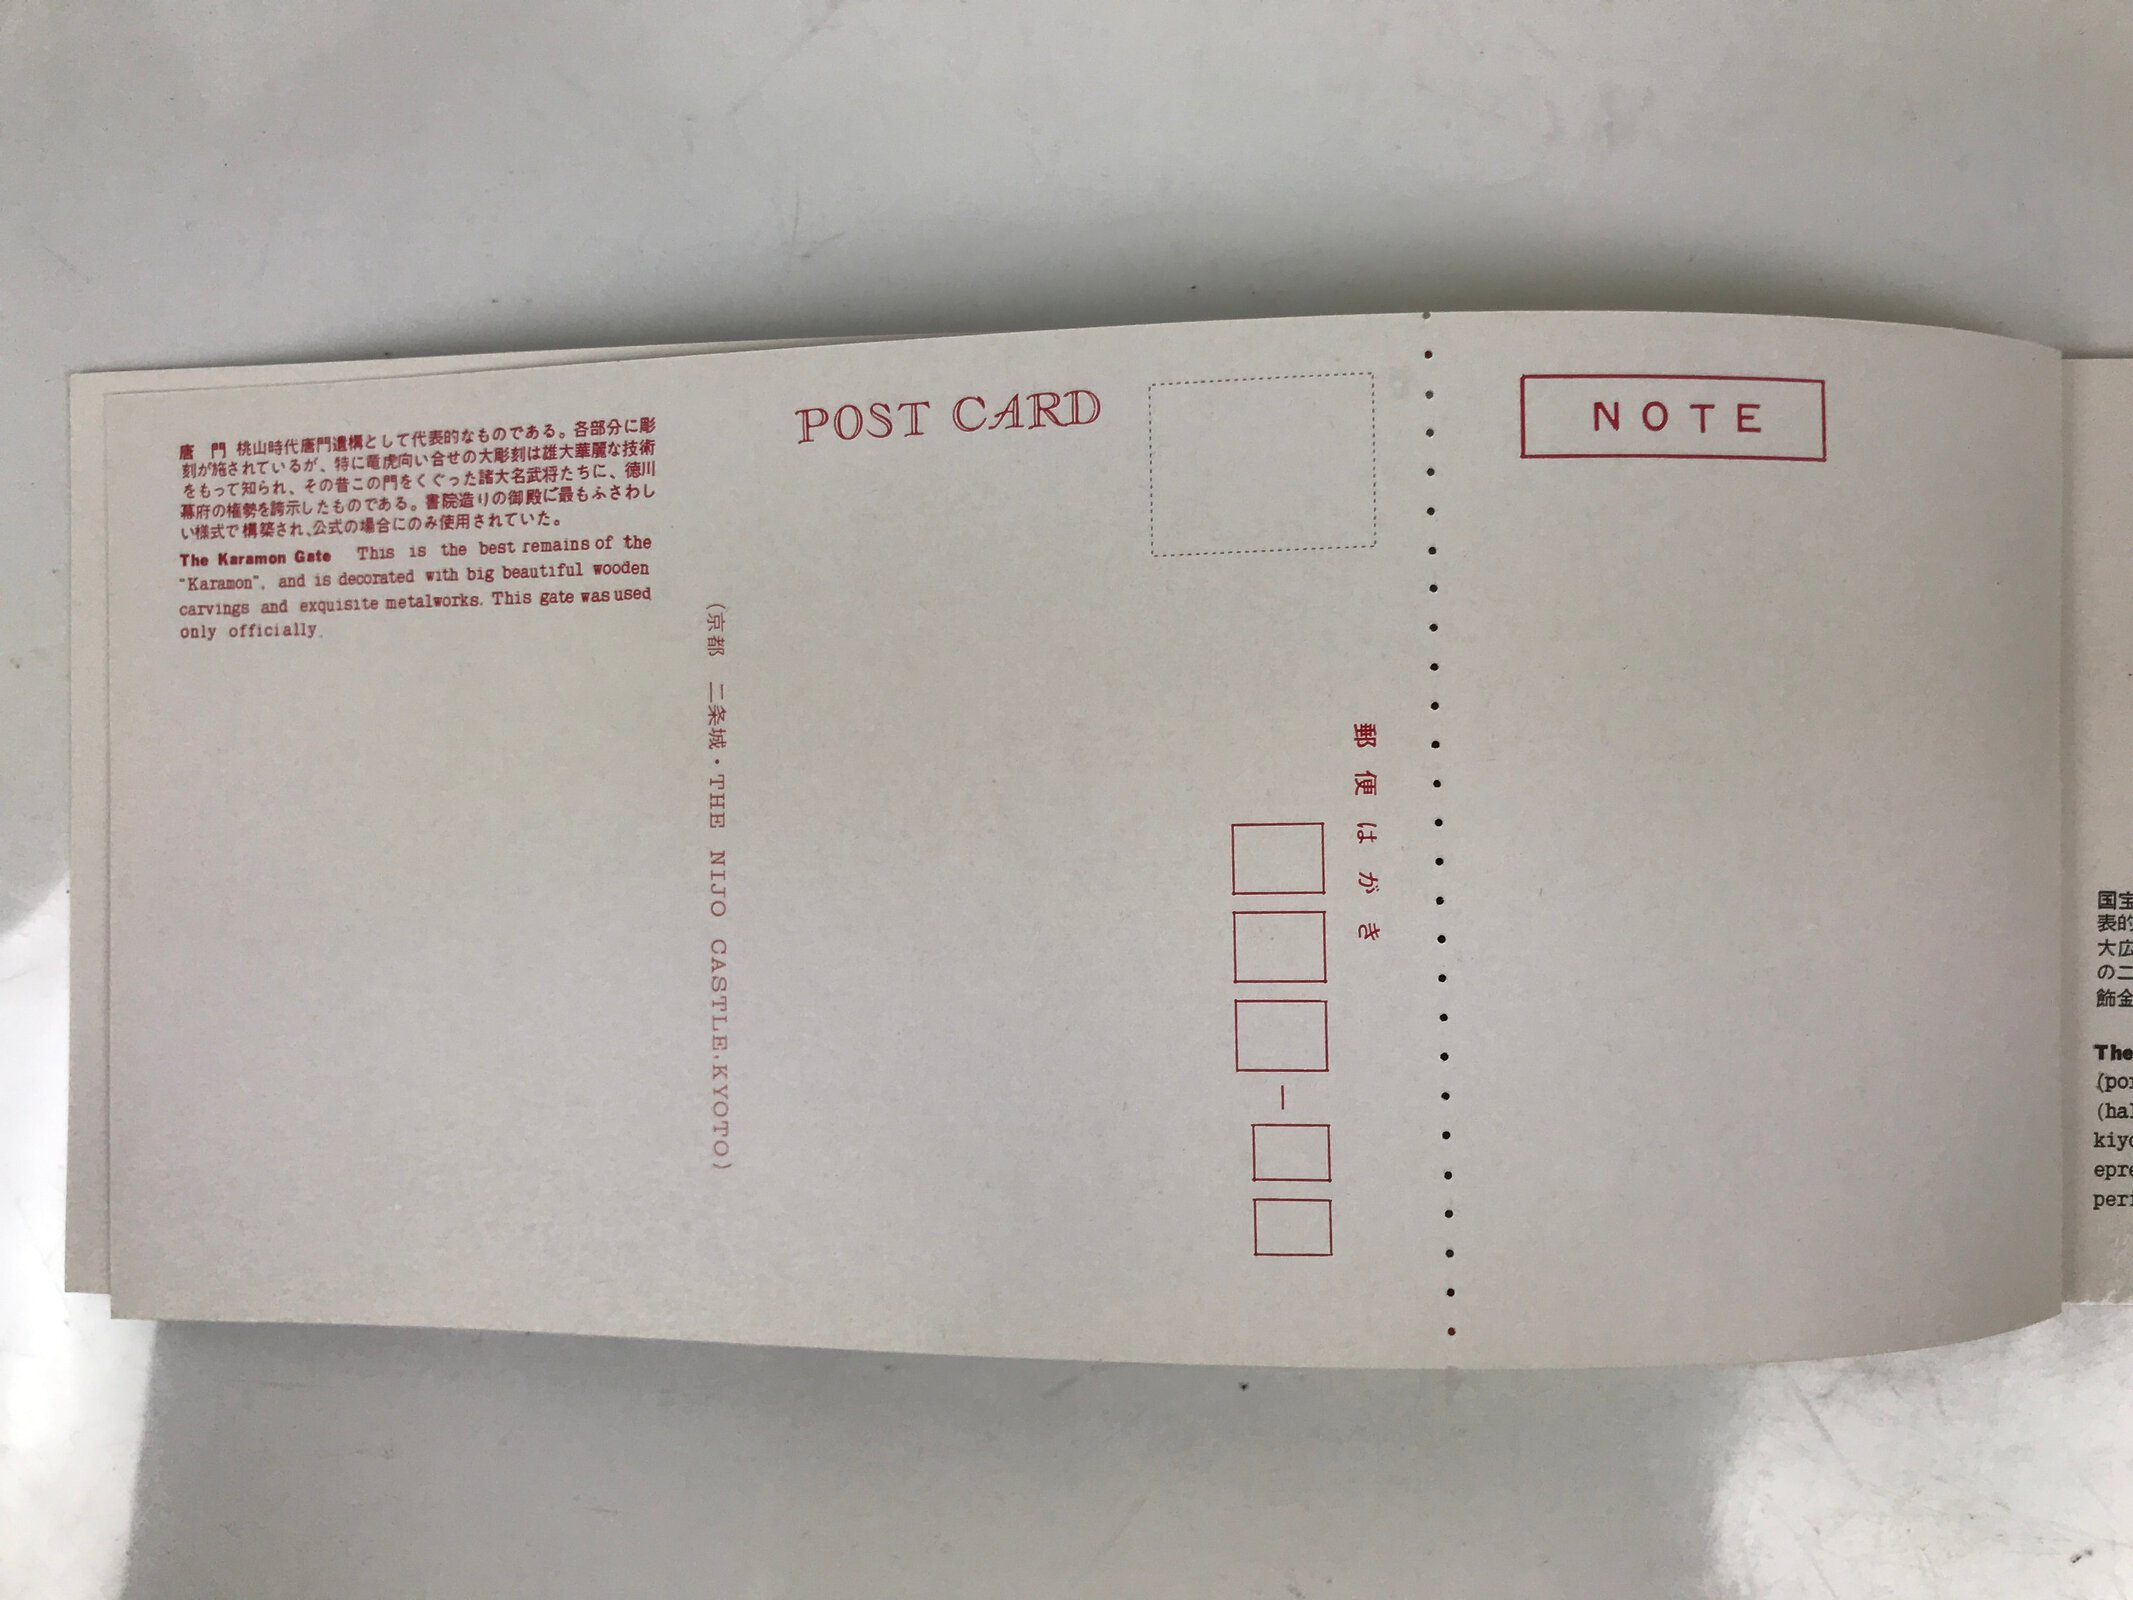 唐　門 桃山時代唐門遺構として代表的なものである。各部分に彫
刻が施されているが、特に竜虎向い合せの大彫刻は雄大華麗な技術
をもって知られ、その昔この門をくぐった諸大名武将たちに、徳川
幕府の権勢を誇示したものである。書院造りの御殿に最もふさわし
い様式で構築され、公式の場合にのみ使用されていた。
The Karamon Gate This is the best remains of the
"Karamon", and is decorated with big beautiful wooden
carvings and exquisite metalworks. This gate was used
only officially.
(京都 二条城・THE NIJO CASTLE.KYOTO)
POST CARD
郵便はがき
NOTE
国宝
表的
大広
の二
飾金
The
(por
(hal
kiyo
epre
peri